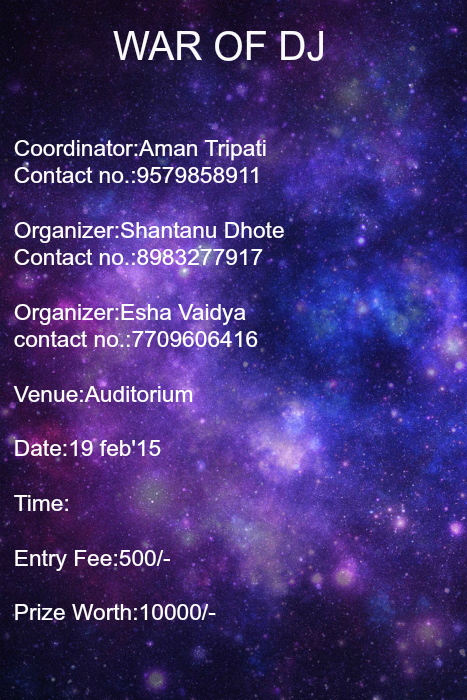 WAR OF DJ
Coordinator:Aman Tripati
Contact no.:9579858911
Organizer:Shantanu Dhote
Contact no.:8983277917
Organizer:Esha Vaidya
contact no.:7709606416
Venue:Auditorium
Date:19 feb'15
Time:
Entry Fee:500/-
Prize Worth:10000/-